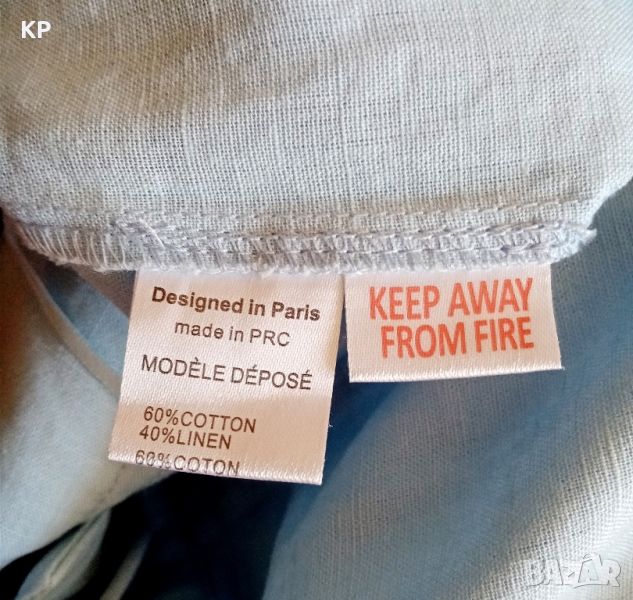 KP
Designed in Paris
made in PRC
MODÈLE DÉPOSÉ
60%COTTON
40%LINEN
60%COTON
KEEP AWAY
FROM FIRE
BAZAR